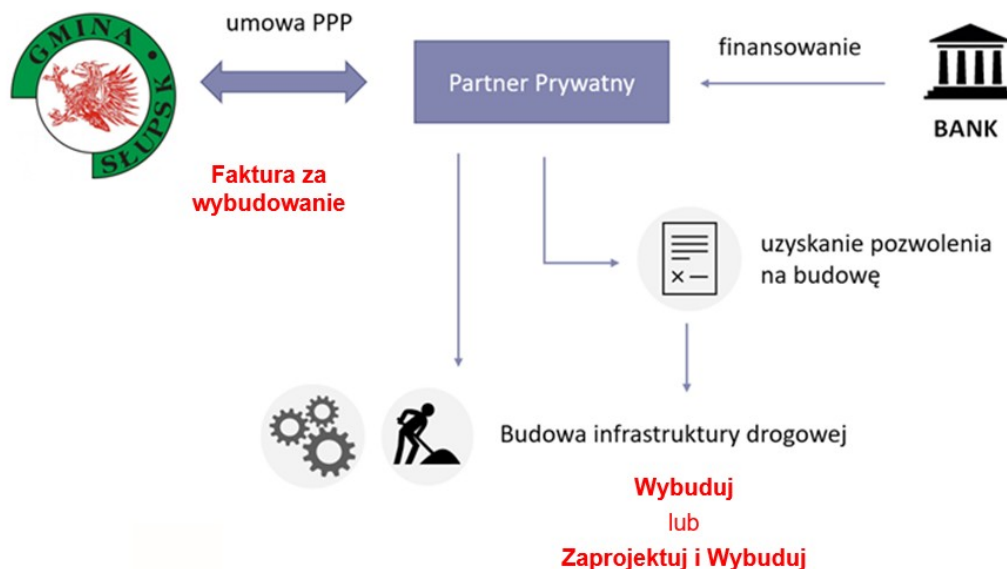 GMINA • SŁUPSK
umowa PPP
Partner Prywatny
finansowanie
BANK
Faktura za
wybudowanie
uzyskanie pozwolenia
na budowę
Budowa infrastruktury drogowej
Wybuduj
lub
Zaprojektuj i Wybuduj